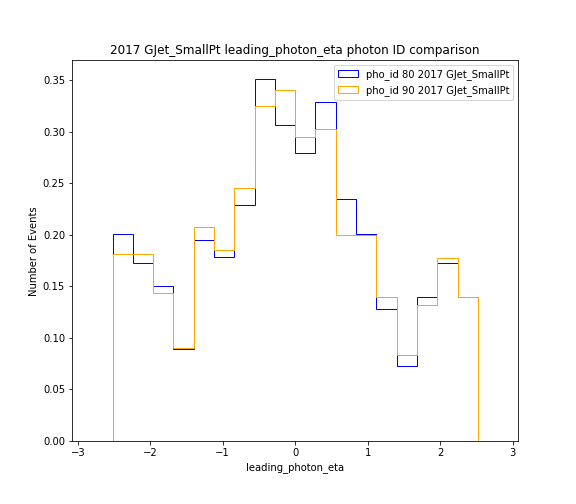 2017 GJet_SmallPt leading_photon_eta photon ID comparison
pho_id 80 2017 GJet_SmallPt
pho_id 90 2017 GJet_SmallPt
Number of Events
0.35
0.30
0.25
0.20
0.15
0.10
0.05
0.00
−3 −2 −1 0 1 2 3
leading_photon_eta